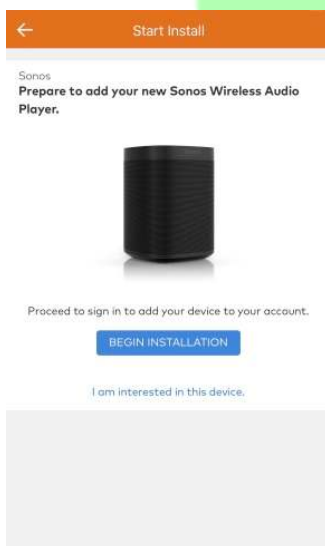 Start Install
Sonos
Prepare to add your new Sonos Wireless Audio
Player.
Proceed to sign in to add your device to your account.
BEGIN INSTALLATION
I am interested in this device.